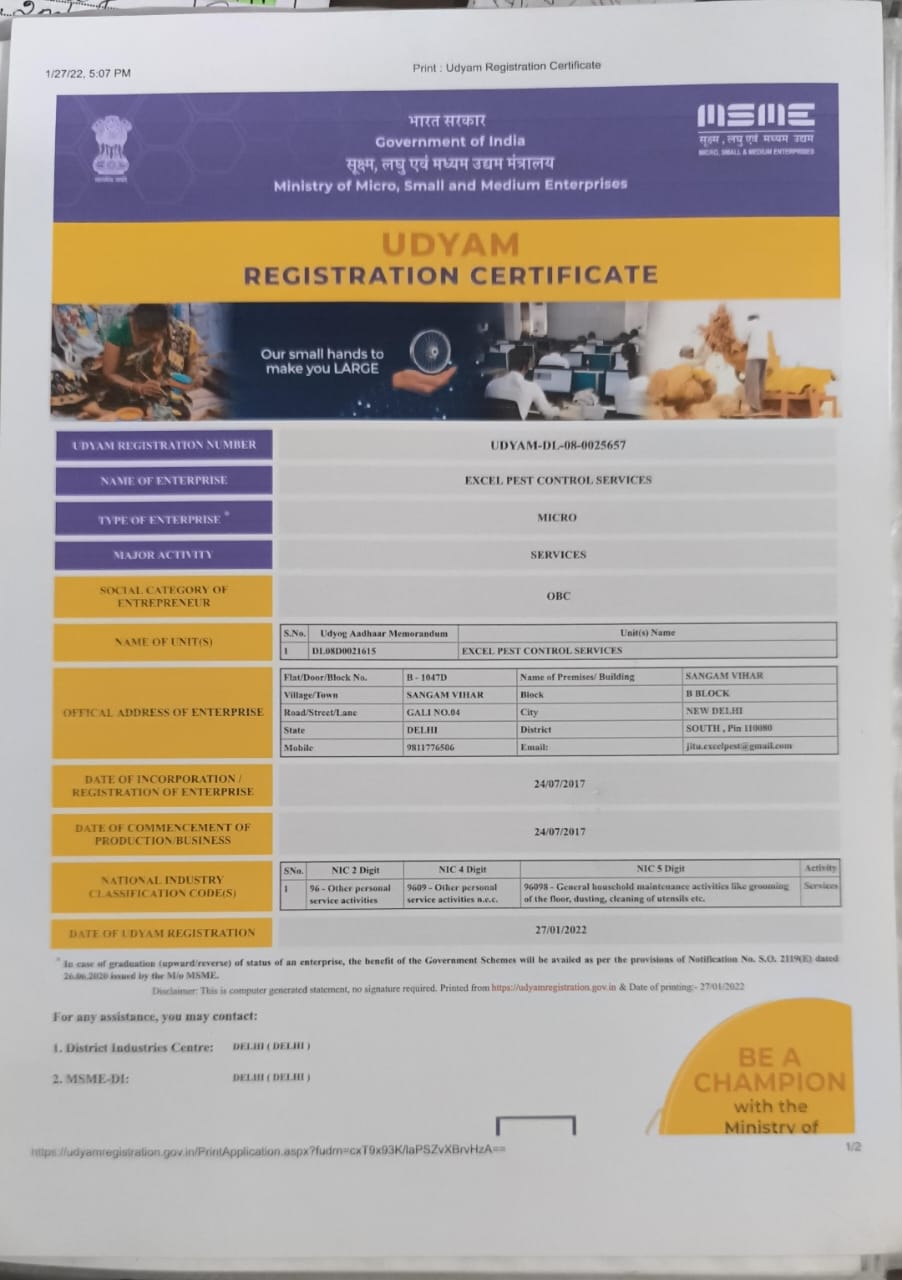 1/27/22, 5:07 PM
Print : Udyam Registration Certificate
भारत सरकार
Government of India
सूक्ष्म, लघु एवं मध्यम उद्यम मंत्रालय
Ministry of Micro, Small and Medium Enterprises
MSME
सूक्ष्म, लघु एवं मध्यम उद्यम
MICRO, SMALL & MEDIUM ENTERPRISES
UDYAM
REGISTRATION CERTIFICATE
Our small hands to
make you LARGE
UDYAM REGISTRATION NUMBER UDYAM-DL-08-0025657
NAME OF ENTERPRISE EXCEL PEST CONTROL SERVICES
TYPE OF ENTERPRISE * MICRO
MAJOR ACTIVITY SERVICES
SOCIAL CATEGORY OF
ENTREPRENEUR
OBC
NAME OF UNIT(S)
S.No. Udyog Aadhaar Memorandum Unit(s) Name
1 DL08D0021615 EXCEL PEST CONTROL SERVICES
OFFICAL ADDRESS OF ENTERPRISE
Flat/Door/Block No. B - 1047D Name of Premises/ Building SANGAM VIHAR
Village/Town SANGAM VIHAR Block B BLOCK
Road/Street/Lane GALI NO.04 City NEW DELHI
State DELHI District SOUTH , Pin 110080
Mobile 9811776506 Email: jitu.excelpest@gmail.com
DATE OF INCORPORATION /
REGISTRATION OF ENTERPRISE
24/07/2017
DATE OF COMMENCEMENT OF
PRODUCTION/BUSINESS
24/07/2017
NATIONAL INDUSTRY
CLASSIFICATION CODE(S)
SNo. NIC 2 Digit NIC 4 Digit NIC 5 Digit Activity
1 96 - Other personal 9609 - Other personal 96098 - General household maintenance activities like grooming Services
service activities service activities n.e.c. of the floor, dusting, cleaning of utensils etc.
DATE OF UDYAM REGISTRATION 27/01/2022
* In case of graduation (upward/reverse) of status of an enterprise, the benefit of the Government Schemes will be availed as per the provisions of Notification No. S.O. 2119(E) dated
26.06.2020 issued by the M/o MSME.
Disclaimer: This is computer generated statement, no signature required. Printed from https://udyamregistration.gov.in & Date of printing:- 27/01/2022
For any assistance, you may contact:
1. District Industries Centre: DELHI ( DELHI )
2. MSME-DI: DELHI ( DELHI )
BE A
CHAMPION
with the
Ministry of
https://udyamregistration.gov.in/PrintApplication.aspx?fudrn=cxT9x93K/laPSZvXBrvHzA==
1/2